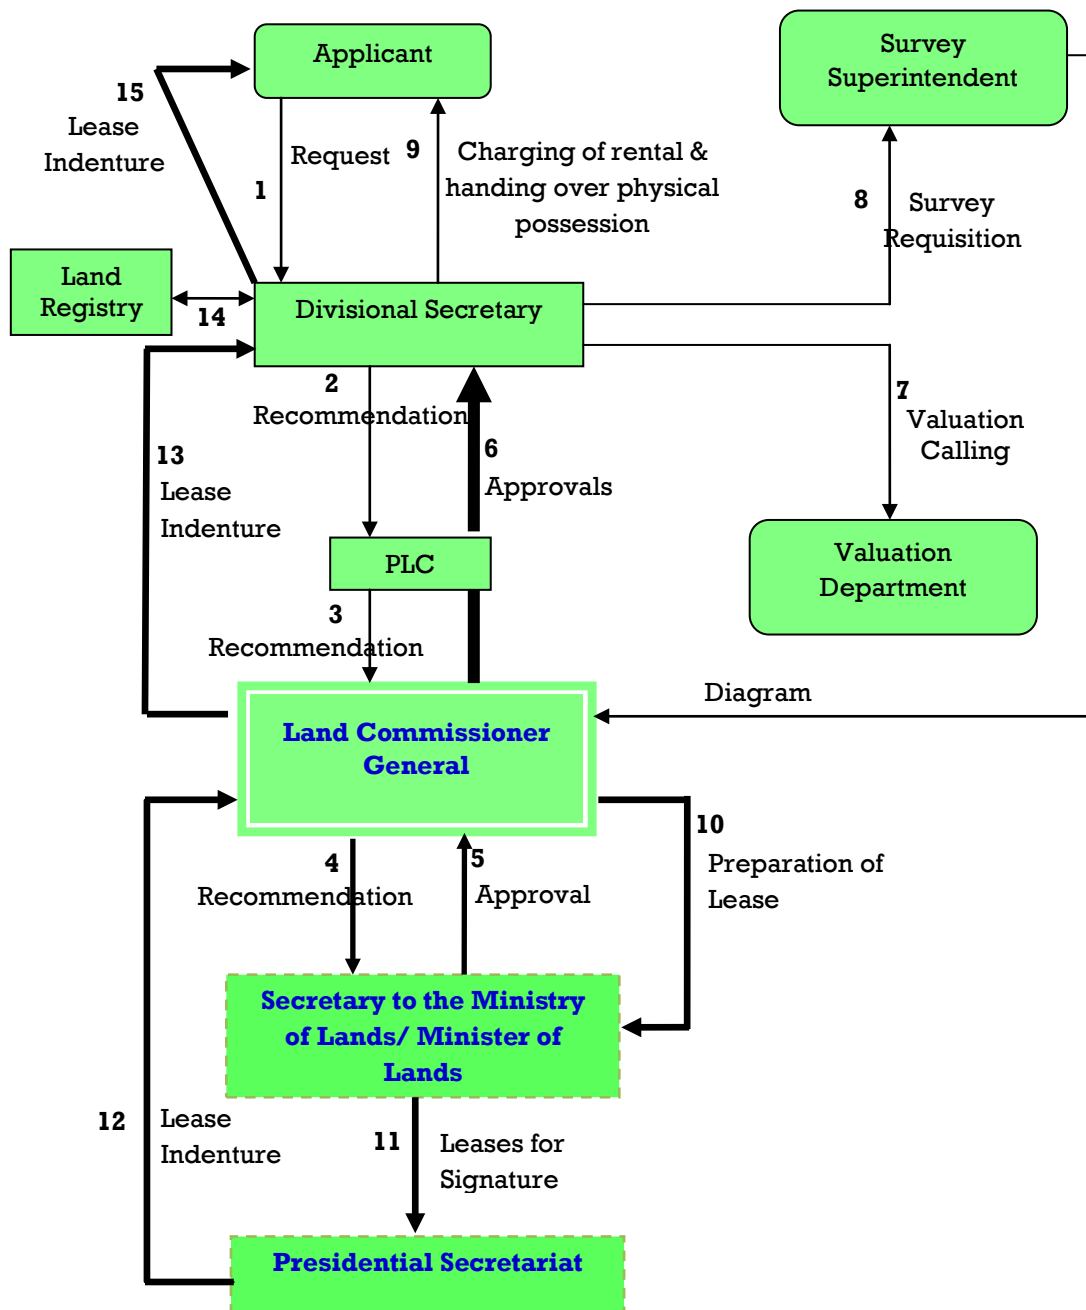 Applicant
Survey
Superintendent
15
Lease
Indenture
Request
9
Charging of rental &
handing over physical
possession
1
8
Survey
Requisition
Land
Registry
14
Divisional Secretary
2
Recommendation
7
Valuation
Calling
13
Lease
Indenture
6
Approvals
PLC
Valuation
Department
3
Recommendation
Diagram
Land Commissioner
General
10
Preparation of
Lease
4
Recommendation
5
Approval
Secretary to the Ministry
of Lands/ Minister of
Lands
12
Lease
Indenture
11
Leases for
Signature
Presidential Secretariat